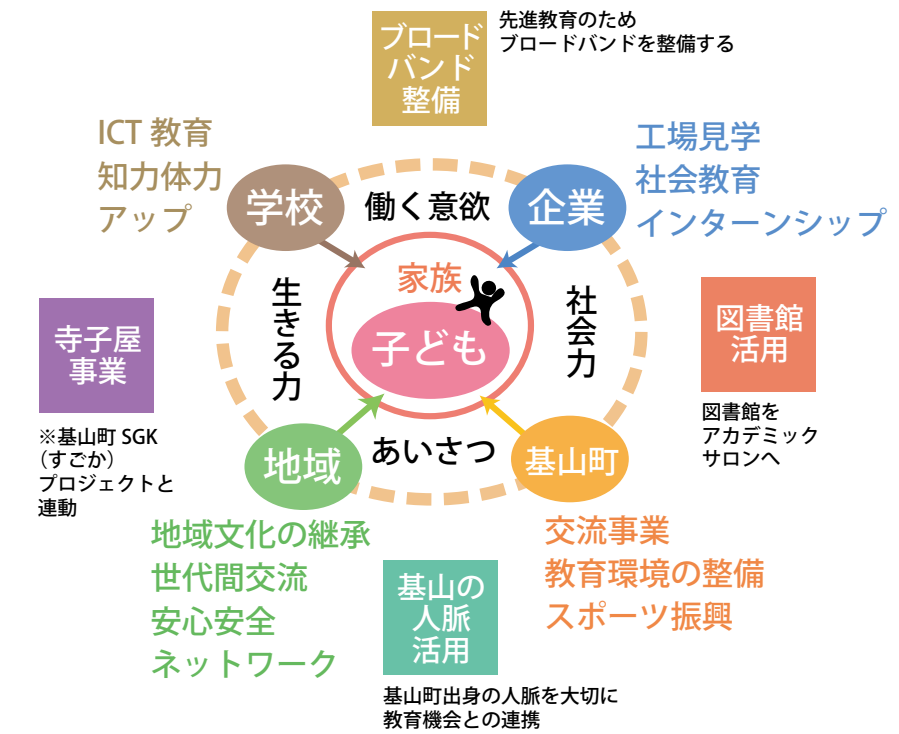 ブロード
バンド
整備
先進教育のため
ブロードバンドを整備する
ICT 教育
知力体力
アップ
学校
働く意欲
企業
工場見学
社会教育
インターンシップ
家族
子ども
生きる力
社会力
寺子屋
事業
※基山町 SGK
（すごか）
プロジェクトと
連動
図書館
活用
図書館を
アカデミック
サロンへ
地域
あいさつ
基山町
地域文化の継承
世代間交流
安心安全
ネットワーク
基山の
人脈
活用
基山町出身の人脈を大切に
教育機会との連携
交流事業
教育環境の整備
スポーツ振興